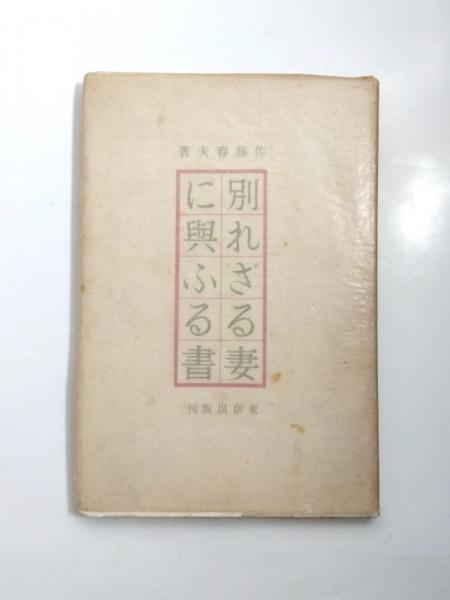 佐藤春夫著
別れざる妻
に與ふる書
東京出版刊